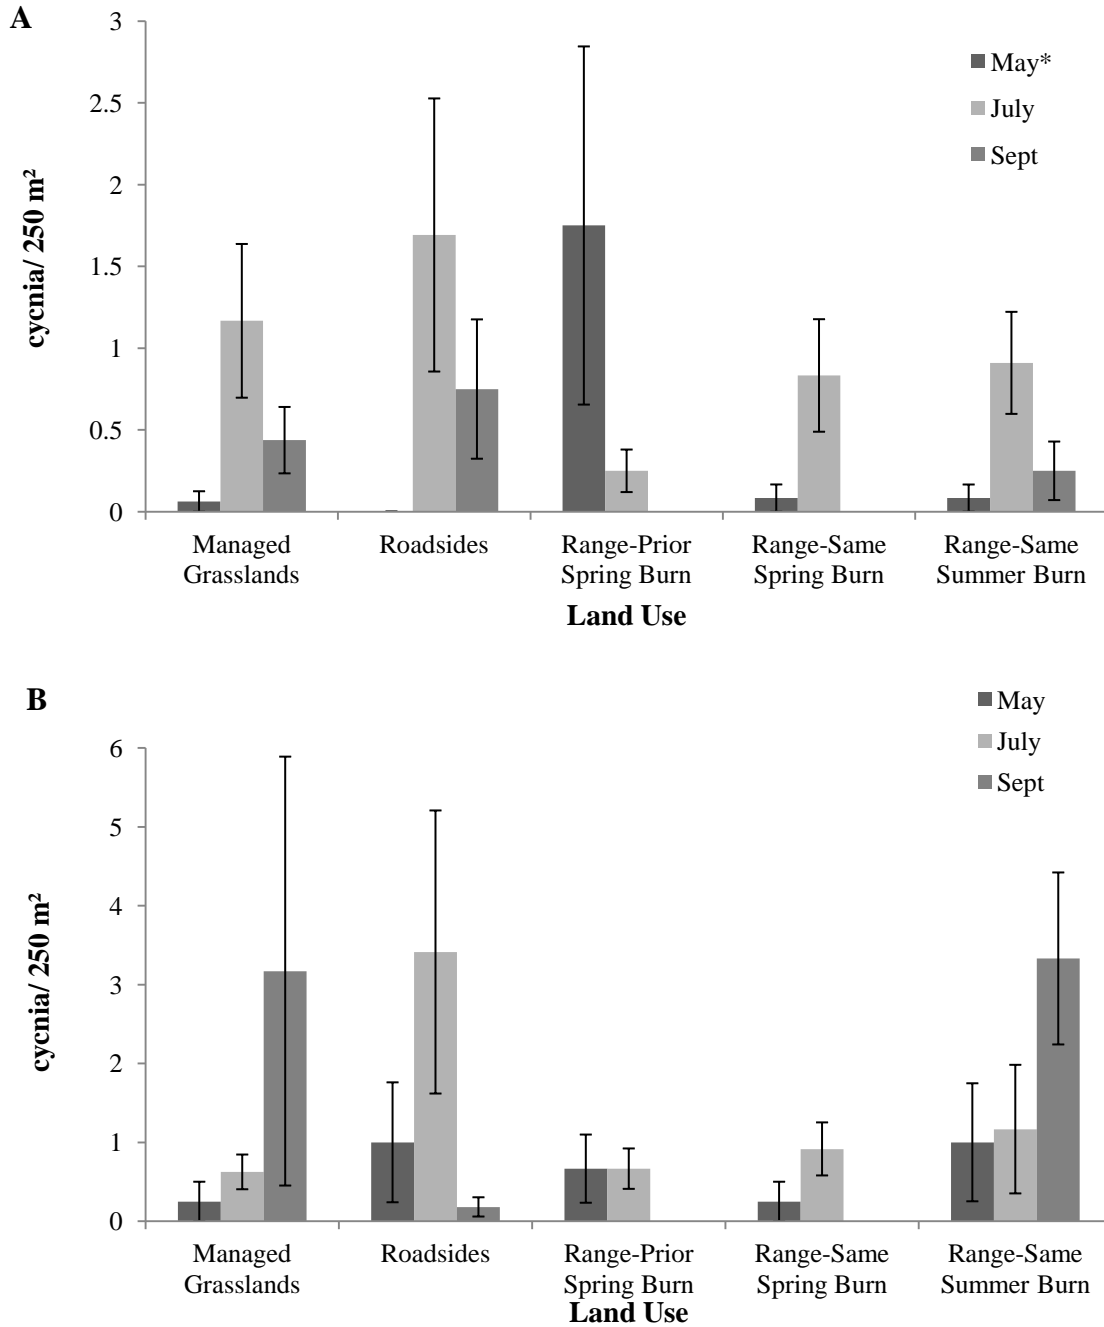 A
3
2.5
2
1.5
1
0.5
0
cycnia/ 250 m²
May*
July
Sept
Managed
Grasslands
Roadsides
Range-Prior
Spring Burn
Range-Same
Spring Burn
Range-Same
Summer Burn
Land Use
B
6
5
4
3
2
1
0
cycnia/ 250 m²
May
July
Sept
Managed
Grasslands
Roadsides
Range-Prior
Spring Burn
Range-Same
Spring Burn
Range-Same
Summer Burn
Land Use